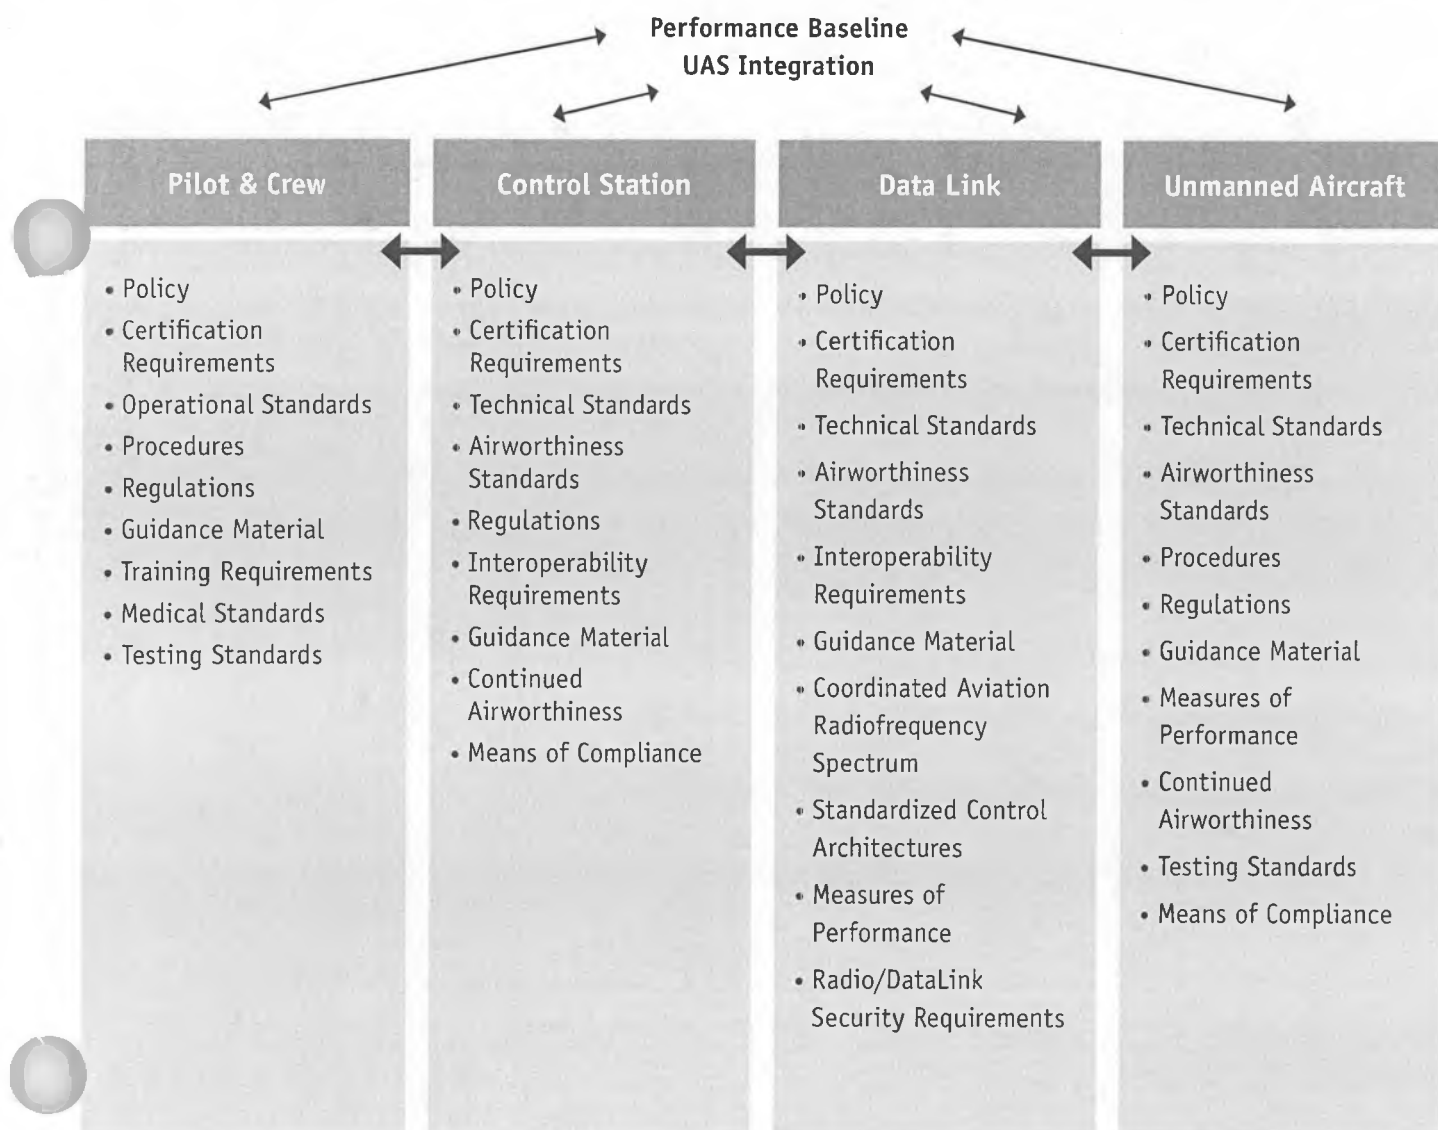 Performance Baseline
UAS Integration
Pilot & Crew
• Policy
• Certification
Requirements
• Operational Standards
• Procedures
• Regulations
• Guidance Material
• Training Requirements
• Medical Standards
• Testing Standards
Control Station
• Policy
• Certification
Requirements
• Technical Standards
• Airworthiness
Standards
• Regulations
• Interoperability
Requirements
• Guidance Material
• Continued
Airworthiness
• Means of Compliance
Data Link
• Policy
• Certification
Requirements
• Technical Standards
• Airworthiness
Standards
• Interoperability
Requirements
• Guidance Material
• Coordinated Aviation
Radiofrequency
Spectrum
• Standardized Control
Architectures
• Measures of
Performance
• Radio/DataLink
Security Requirements
Unmanned Aircraft
• Policy
• Certification
Requirements
• Technical Standards
• Airworthiness
Standards
• Procedures
• Regulations
• Guidance Material
• Measures of
Performance
• Continued
Airworthiness
• Testing Standards
• Means of Compliance